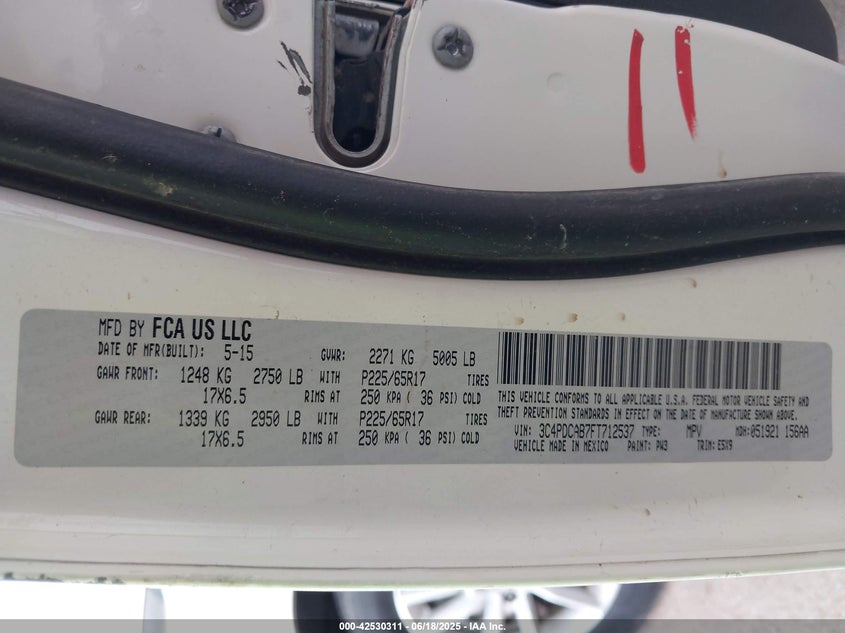 11
MFD BY FCA US LLC
DATE OF MFR(BUILT): 5-15 GVWR: 2271 KG 5005 LB
GAWR FRONT: 1248 KG 2750 LB WITH P225/65R17 TIRES
17X6.5 RIMS AT 250 KPA ( 36 PSI) COLD
GAWR REAR: 1339 KG 2950 LB WITH P225/65R17 TIRES
17X6.5 RIMS AT 250 KPA ( 36 PSI) COLD
THIS VEHICLE CONFORMS TO ALL APPLICABLE U.S.A. FEDERAL MOTOR VEHICLE SAFETY AND
THEFT PREVENTION STANDARDS IN EFFECT ON THE DATE OF MANUFACTURE SHOWN ABOVE.
VIN: 3C4PDCAB7FT712537 TYPE: MPV MDH: 051921 156AA
VEHICLE MADE IN MEXICO PAINT: PW3 TRIM: E5X9
000-42530311 - 06/18/2025 - IAA Inc.